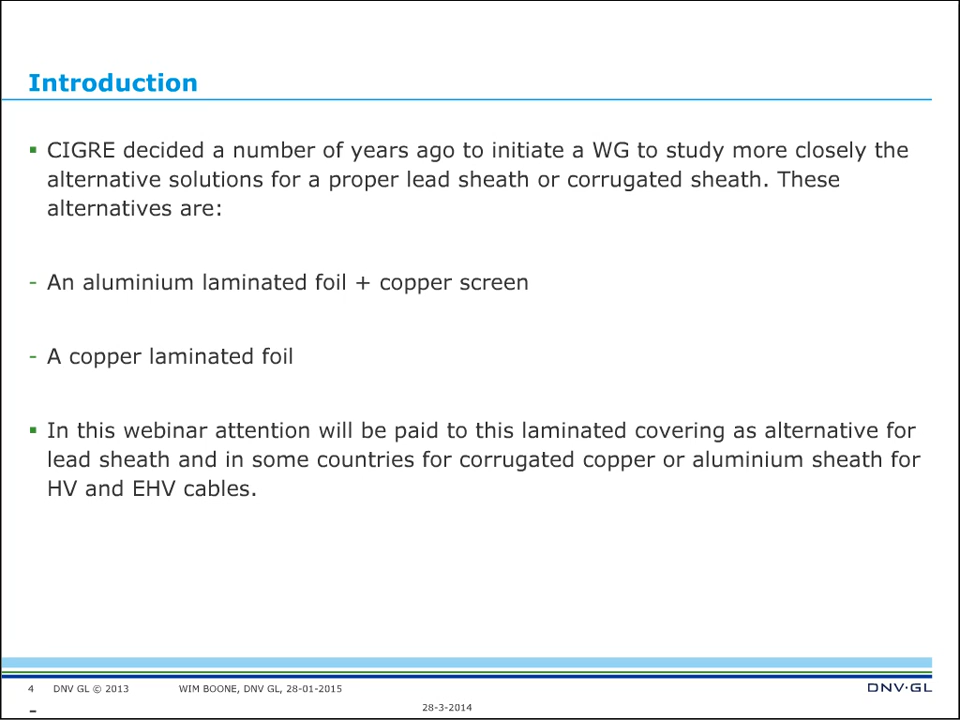 Introduction
▪ CIGRE decided a number of years ago to initiate a WG to study more closely the
alternative solutions for a proper lead sheath or corrugated sheath. These
alternatives are:
- An aluminium laminated foil + copper screen
- A copper laminated foil
▪ In this webinar attention will be paid to this laminated covering as alternative for
lead sheath and in some countries for corrugated copper or aluminium sheath for
HV and EHV cables.
4 DNV GL © 2013 WIM BOONE, DNV GL, 28-01-2015 DNV·GL
- 28-3-2014